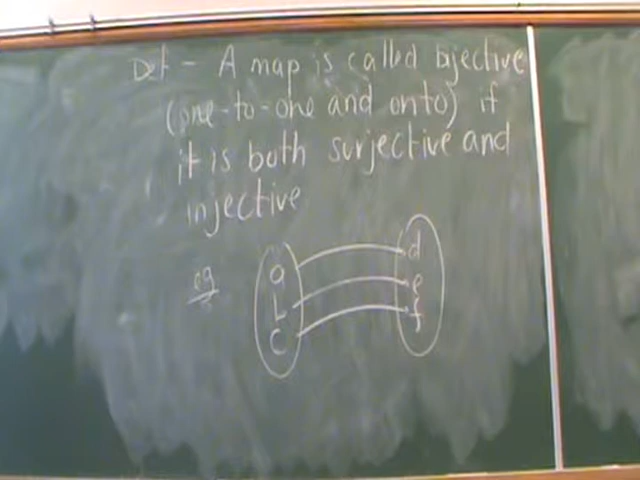 Def - A map is called bijective
(one-to-one and onto) if
it is both surjective and
injective
eg
a d
b e
c f